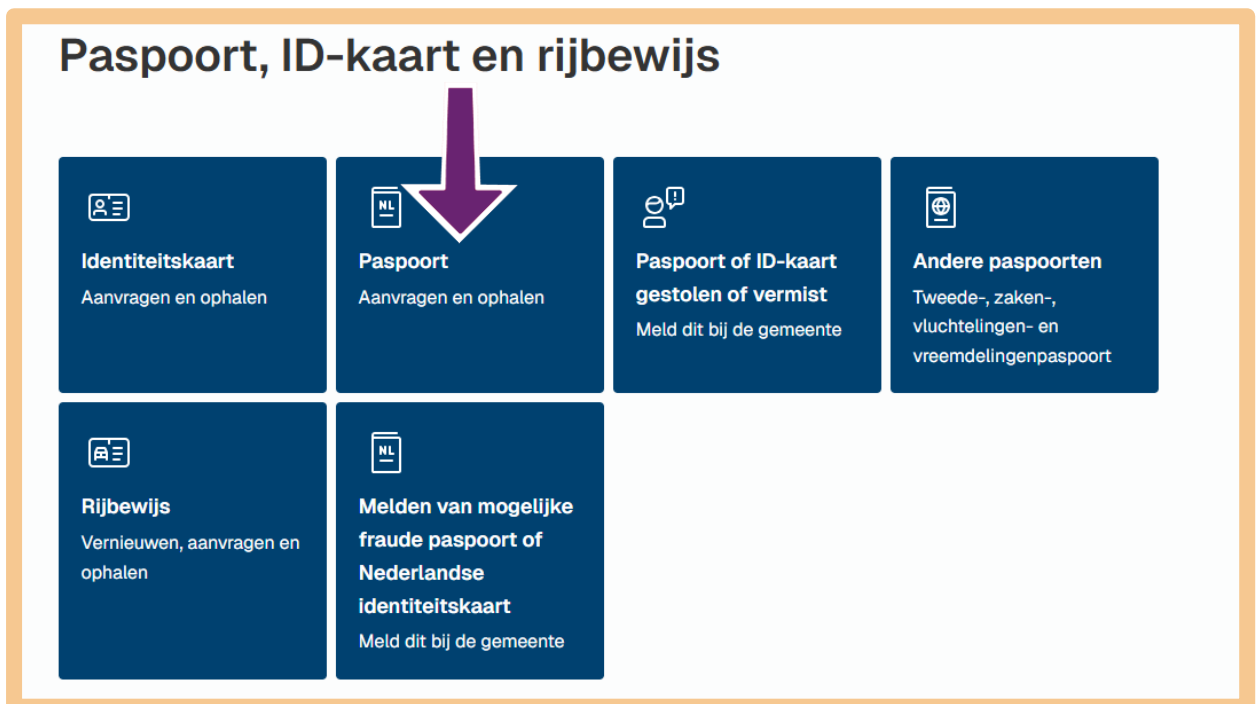 Paspoort, ID-kaart en rijbewijs
Identiteitskaart
Aanvragen en ophalen
NL
Paspoort
Aanvragen en ophalen
Paspoort of ID-kaart
gestolen of vermist
Meld dit bij de gemeente
Andere paspoorten
Tweede-, zaken-,
vluchtelingen- en
vreemdelingenpaspoort
Rijbewijs
Vernieuwen, aanvragen en
ophalen
NL
Melden van mogelijke
fraude paspoort of
Nederlandse
identiteitskaart
Meld dit bij de gemeente